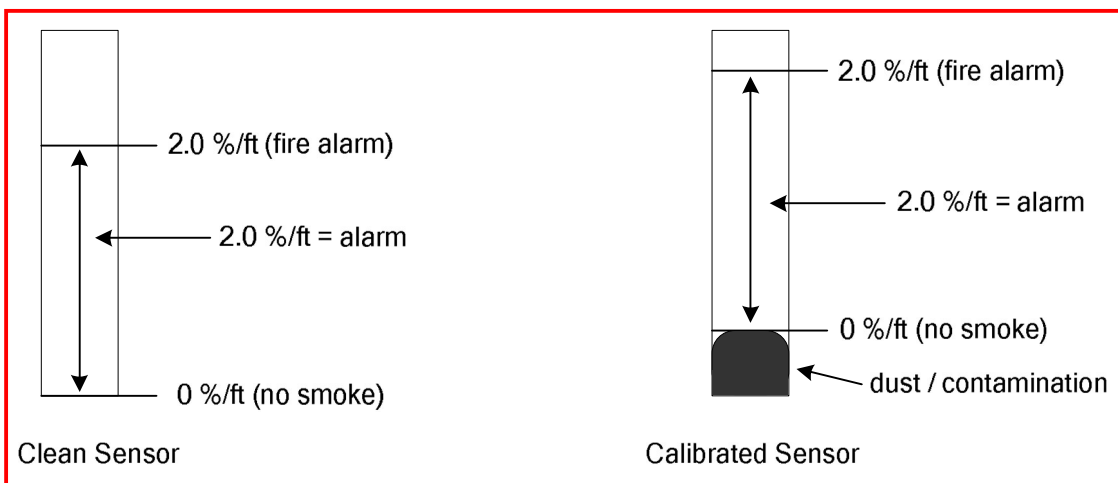 2.0 %/ft (fire alarm)
2.0 %/ft = alarm
0 %/ft (no smoke)
Clean Sensor
2.0 %/ft (fire alarm)
2.0 %/ft = alarm
0 %/ft (no smoke)
dust / contamination
Calibrated Sensor